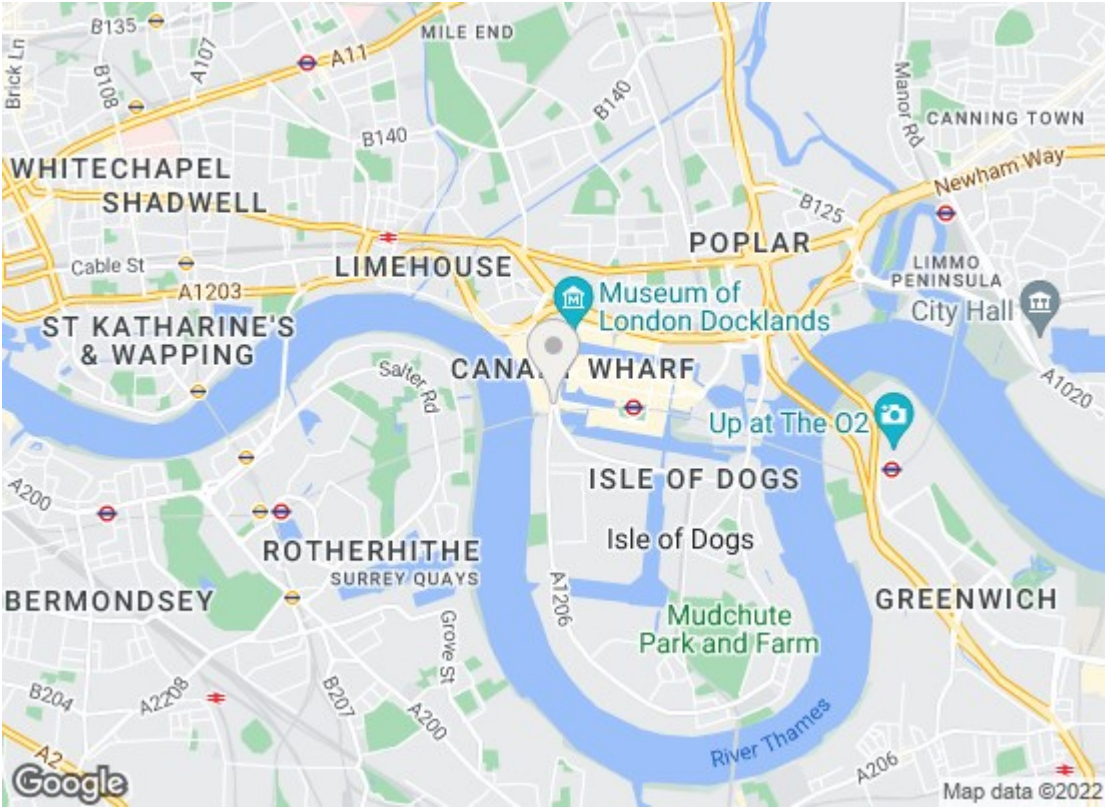 B135
MILE END
A11
A107
Brick Ln
B108
B140
B140
Manor Rd
CANNING TOWN
Newham Way
WHITECHAPEL
SHADWELL
B125
POPLAR
Cable St
LIMEHOUSE
LIMMO
PENINSULA
A1203
Museum of
London Docklands
City Hall
ST KATHARINE'S
& WAPPING
Salter Rd
CANARY WHARF
A1020
Up at The O2
A200
ISLE OF DOGS
Isle of Dogs
ROTHERHITHE
SURREY QUAYS
A1206
BERMONDSEY
GREENWICH
Mudchute
Park and Farm
Grove St
B204
A2208
B207
A200
River Thames
A2
A206
Google
Map data ©2022